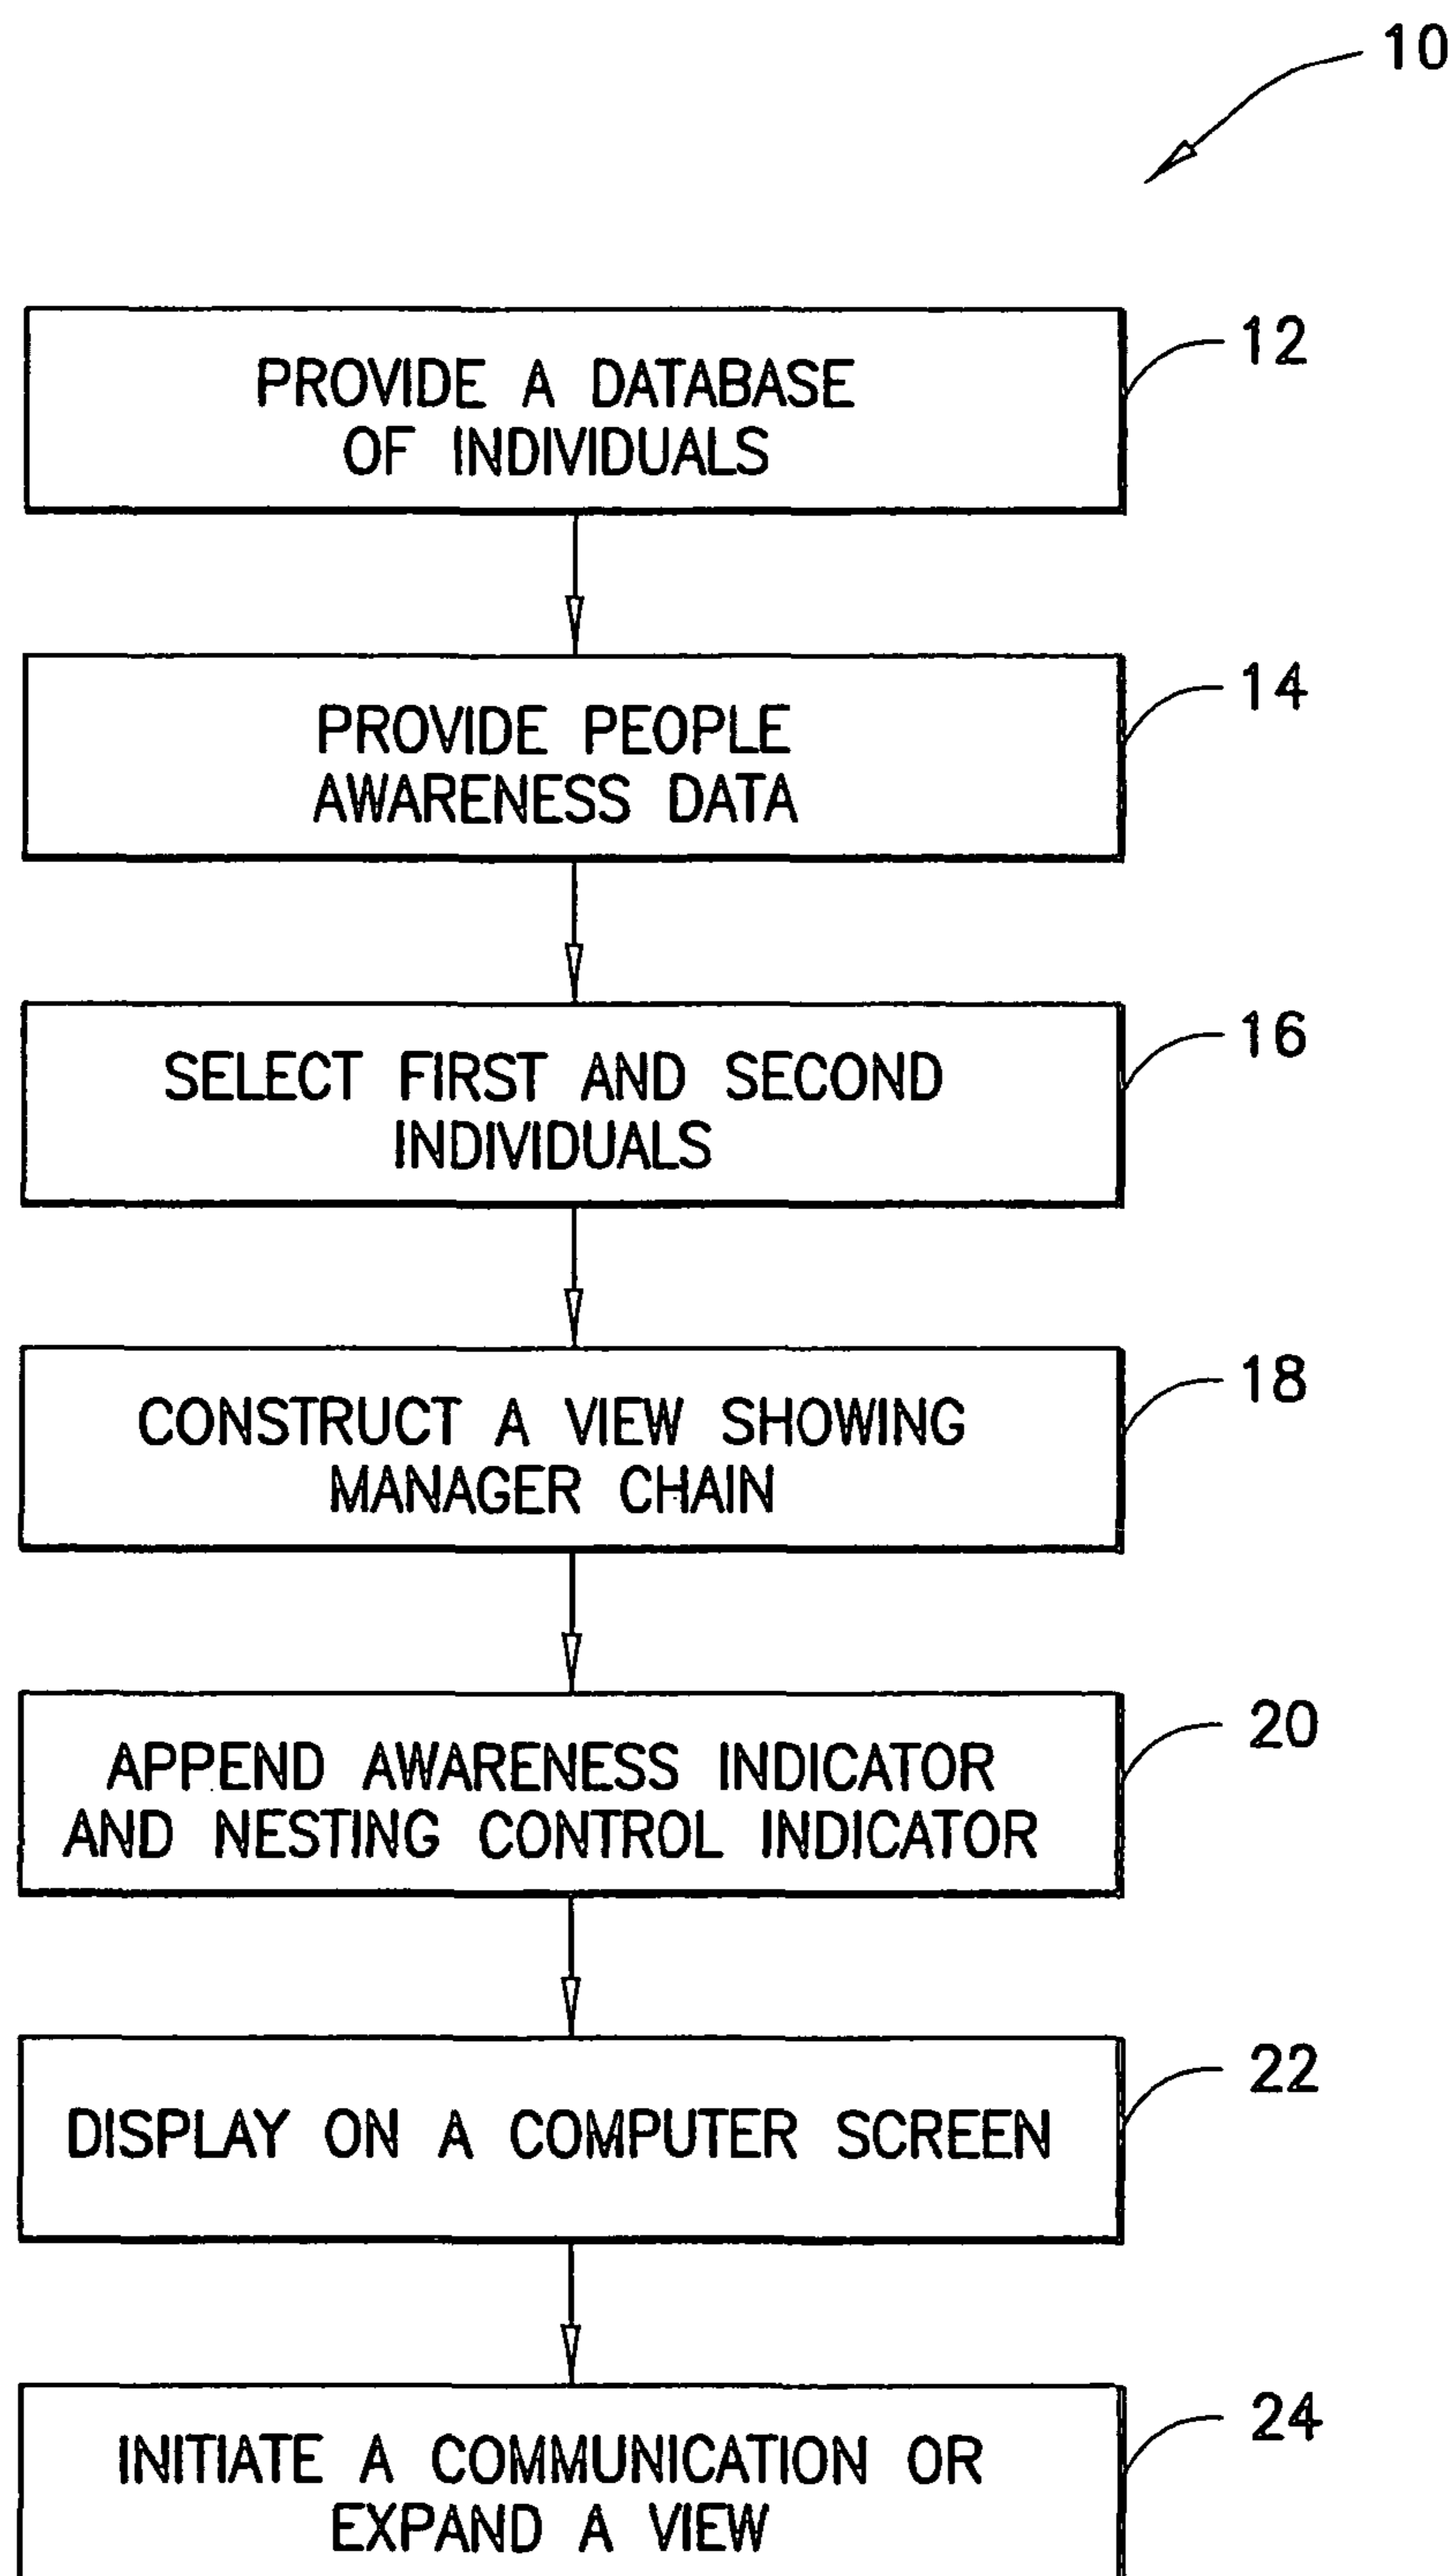 10
PROVIDE A DATABASE
OF INDIVIDUALS
12
PROVIDE PEOPLE
AWARENESS DATA
14
SELECT FIRST AND SECOND
INDIVIDUALS
16
CONSTRUCT A VIEW SHOWING
MANAGER CHAIN
18
APPEND AWARENESS INDICATOR
AND NESTING CONTROL INDICATOR
20
DISPLAY ON A COMPUTER SCREEN
22
INITIATE A COMMUNICATION OR
EXPAND A VIEW
24